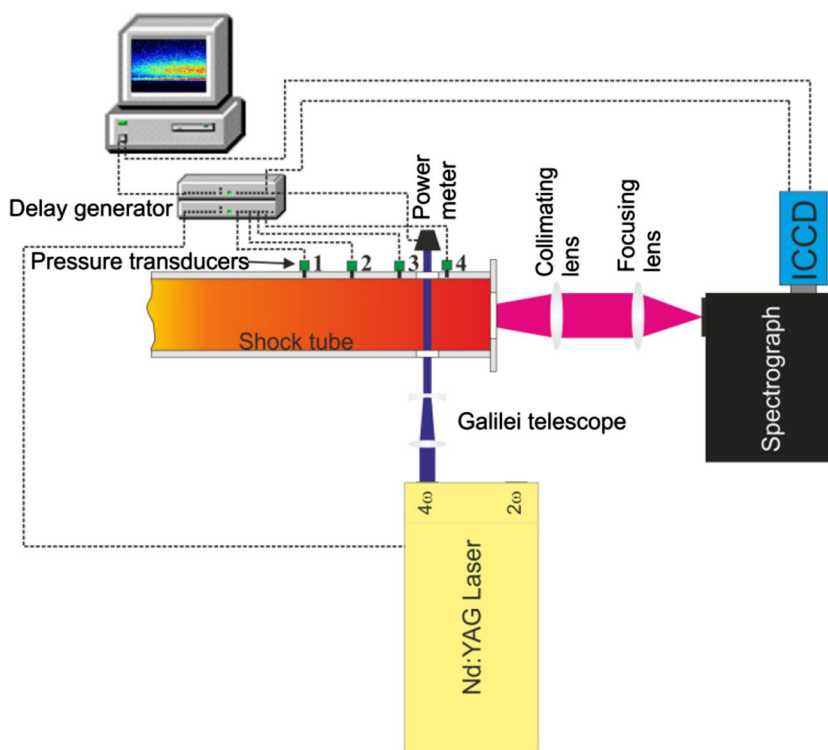 Delay generator
Power
meter
Pressure transducers
1
2
3
4
Collimating
lens
Focusing
lens
ICCD
Shock tube
Spectrograph
Galilei telescope
4ω
2ω
Nd:YAG Laser